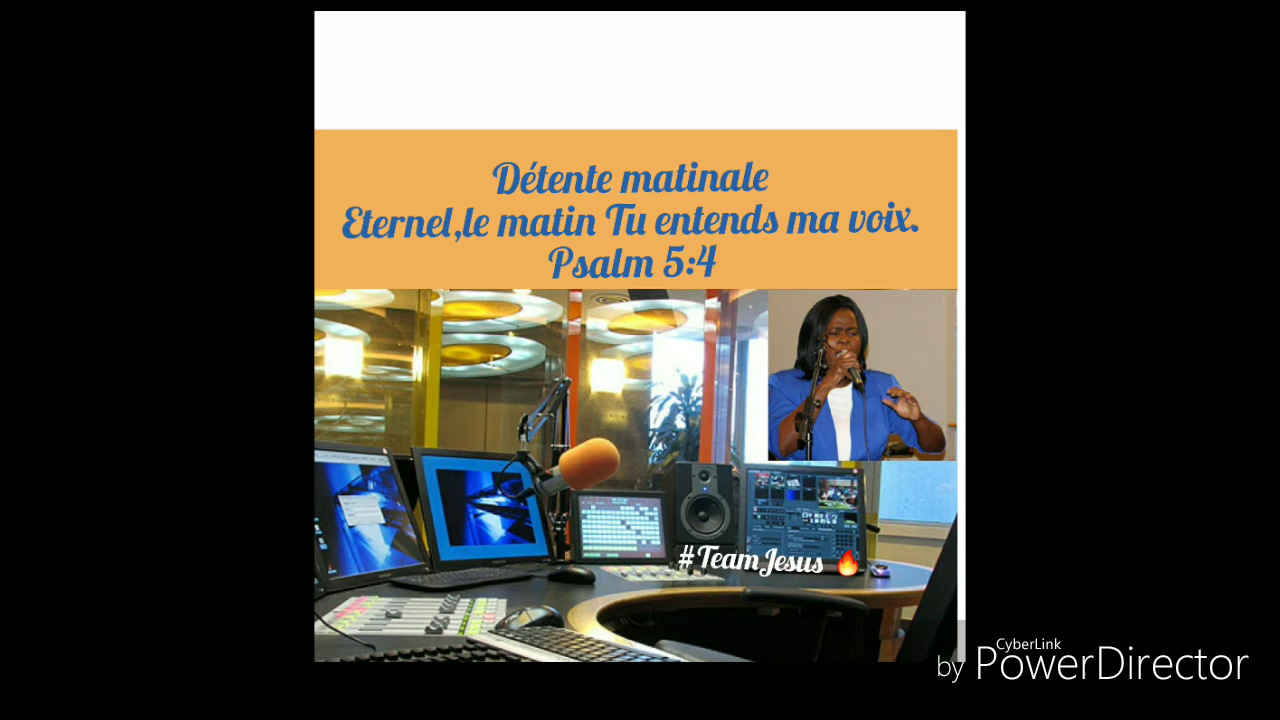 Détente matinale
Eternel,le matin Tu entends ma voix.
Psalm 5:4
#TeamJesus 🔥
CyberLink
by PowerDirector